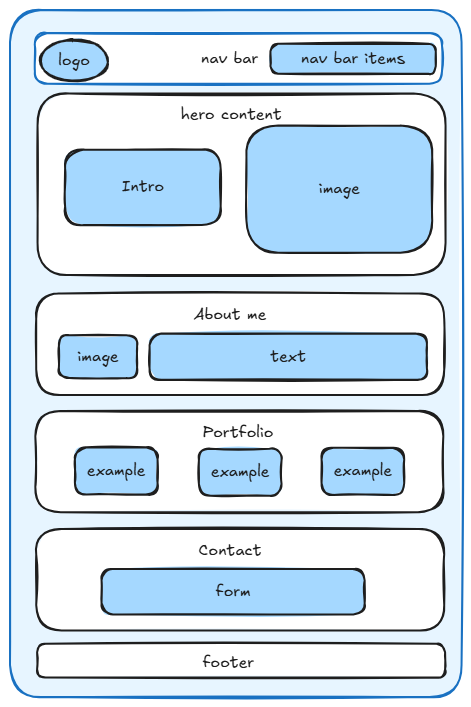 logo
nav bar
nav bar items
hero content
Intro
image
About me
image
text
Portfolio
example
example
example
Contact
form
footer